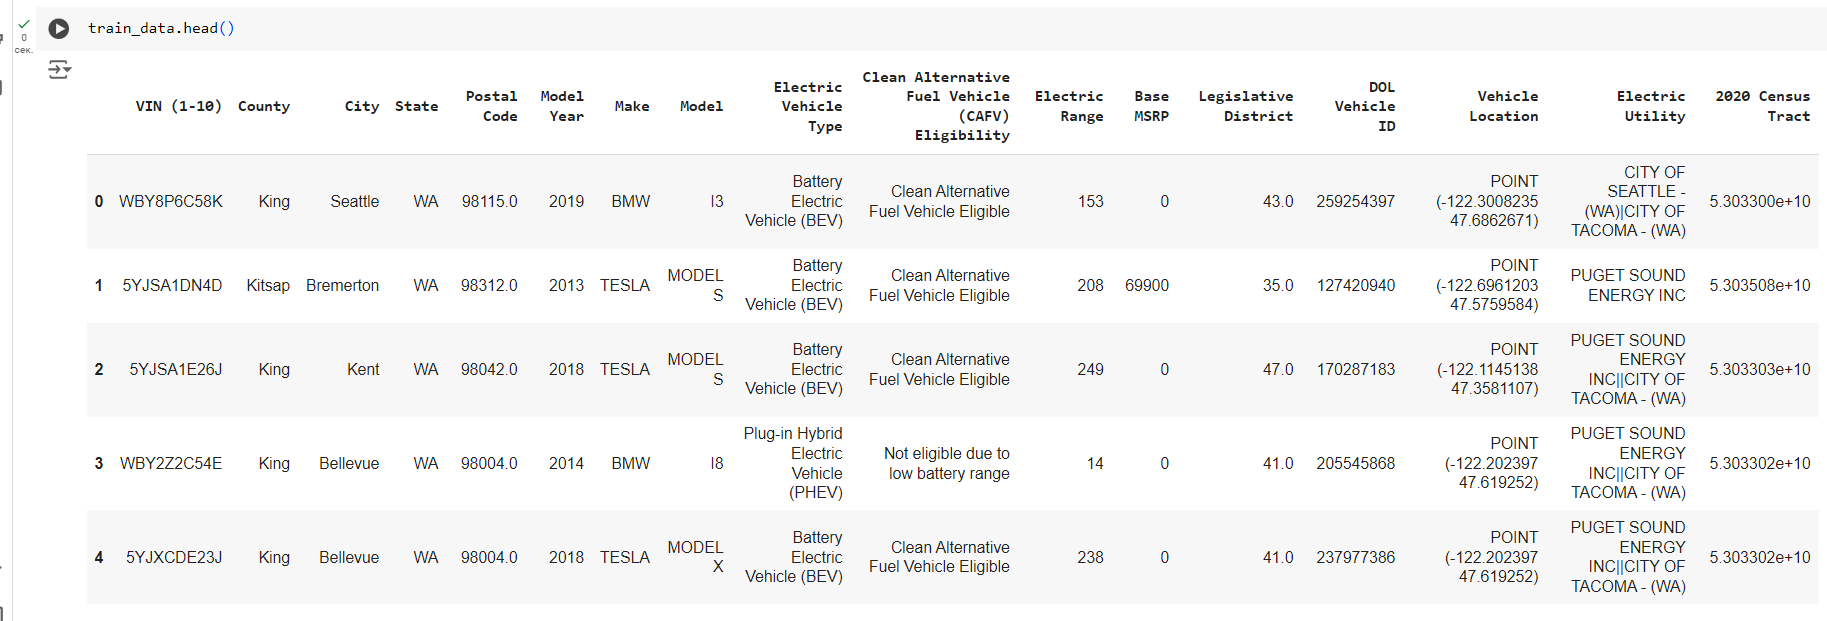 train_data.head()
0
сек.
VIN (1-10) County City State Postal Code Model Year Make Model Electric Vehicle Type Clean Alternative Fuel Vehicle (CAFV) Eligibility Electric Range Base MSRP Legislative District DOL Vehicle ID Vehicle Location Electric Utility 2020 Census Tract
0 WBY8P6C58K King Seattle WA 98115.0 2019 BMW I3 Battery Electric Vehicle (BEV) Clean Alternative Fuel Vehicle Eligible 153 0 43.0 259254397 POINT (-122.3008235 47.6862671) CITY OF SEATTLE - (WA)|CITY OF TACOMA - (WA) 5.303300e+10
1 5YJSA1DN4D Kitsap Bremerton WA 98312.0 2013 TESLA MODEL S Battery Electric Vehicle (BEV) Clean Alternative Fuel Vehicle Eligible 208 69900 35.0 127420940 POINT (-122.6961203 47.5759584) PUGET SOUND ENERGY INC 5.303508e+10
2 5YJSA1E26J King Kent WA 98042.0 2018 TESLA MODEL S Battery Electric Vehicle (BEV) Clean Alternative Fuel Vehicle Eligible 249 0 47.0 170287183 POINT (-122.1145138 47.3581107) PUGET SOUND ENERGY INC||CITY OF TACOMA - (WA) 5.303303e+10
3 WBY2Z2C54E King Bellevue WA 98004.0 2014 BMW I8 Plug-in Hybrid Electric Vehicle (PHEV) Not eligible due to low battery range 14 0 41.0 205545868 POINT (-122.202397 47.619252) PUGET SOUND ENERGY INC||CITY OF TACOMA - (WA) 5.303302e+10
4 5YJXCDE23J King Bellevue WA 98004.0 2018 TESLA MODEL X Battery Electric Vehicle (BEV) Clean Alternative Fuel Vehicle Eligible 238 0 41.0 237977386 POINT (-122.202397 47.619252) PUGET SOUND ENERGY INC||CITY OF TACOMA - (WA) 5.303302e+10